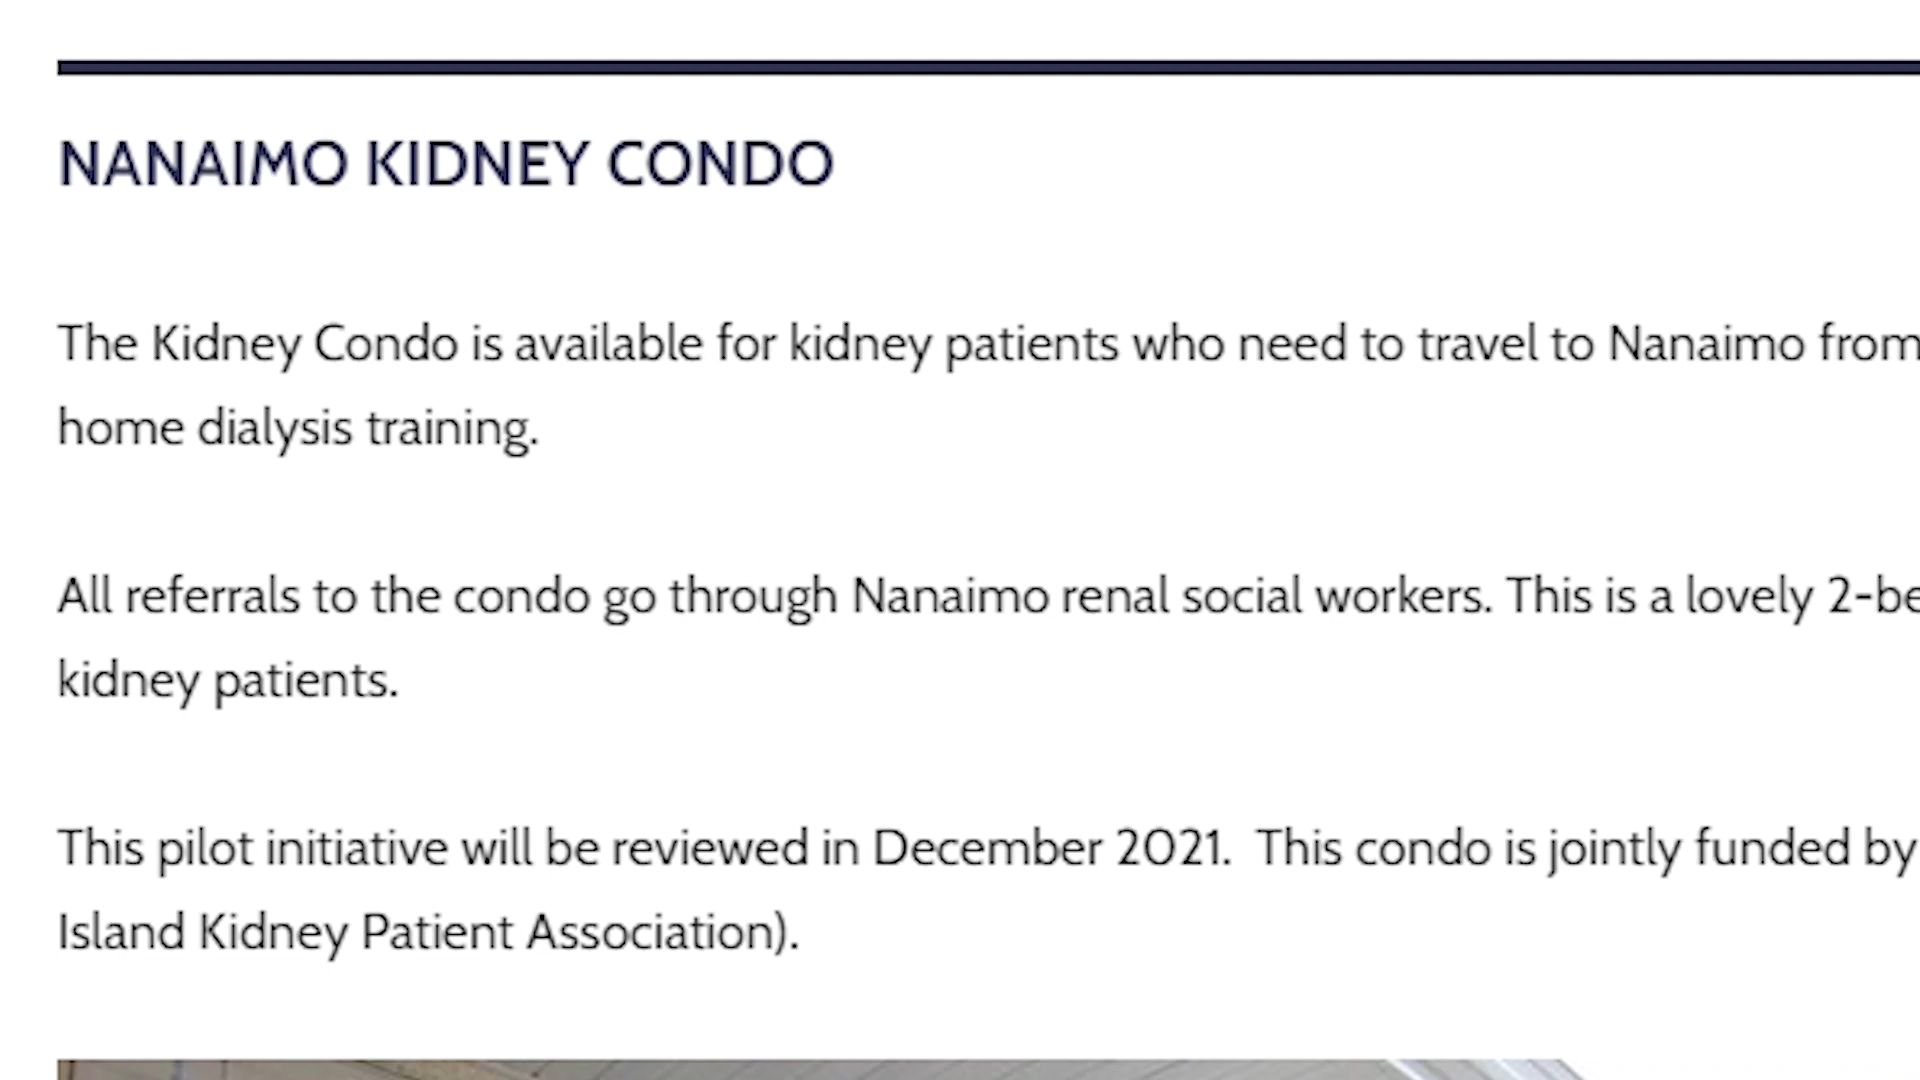 NANAIMO KIDNEY CONDO
The Kidney Condo is available for kidney patients who need to travel to Nanaimo from
home dialysis training.
All referrals to the condo go through Nanaimo renal social workers. This is a lovely 2-be
kidney patients.
This pilot initiative will be reviewed in December 2021.  This condo is jointly funded by
Island Kidney Patient Association).